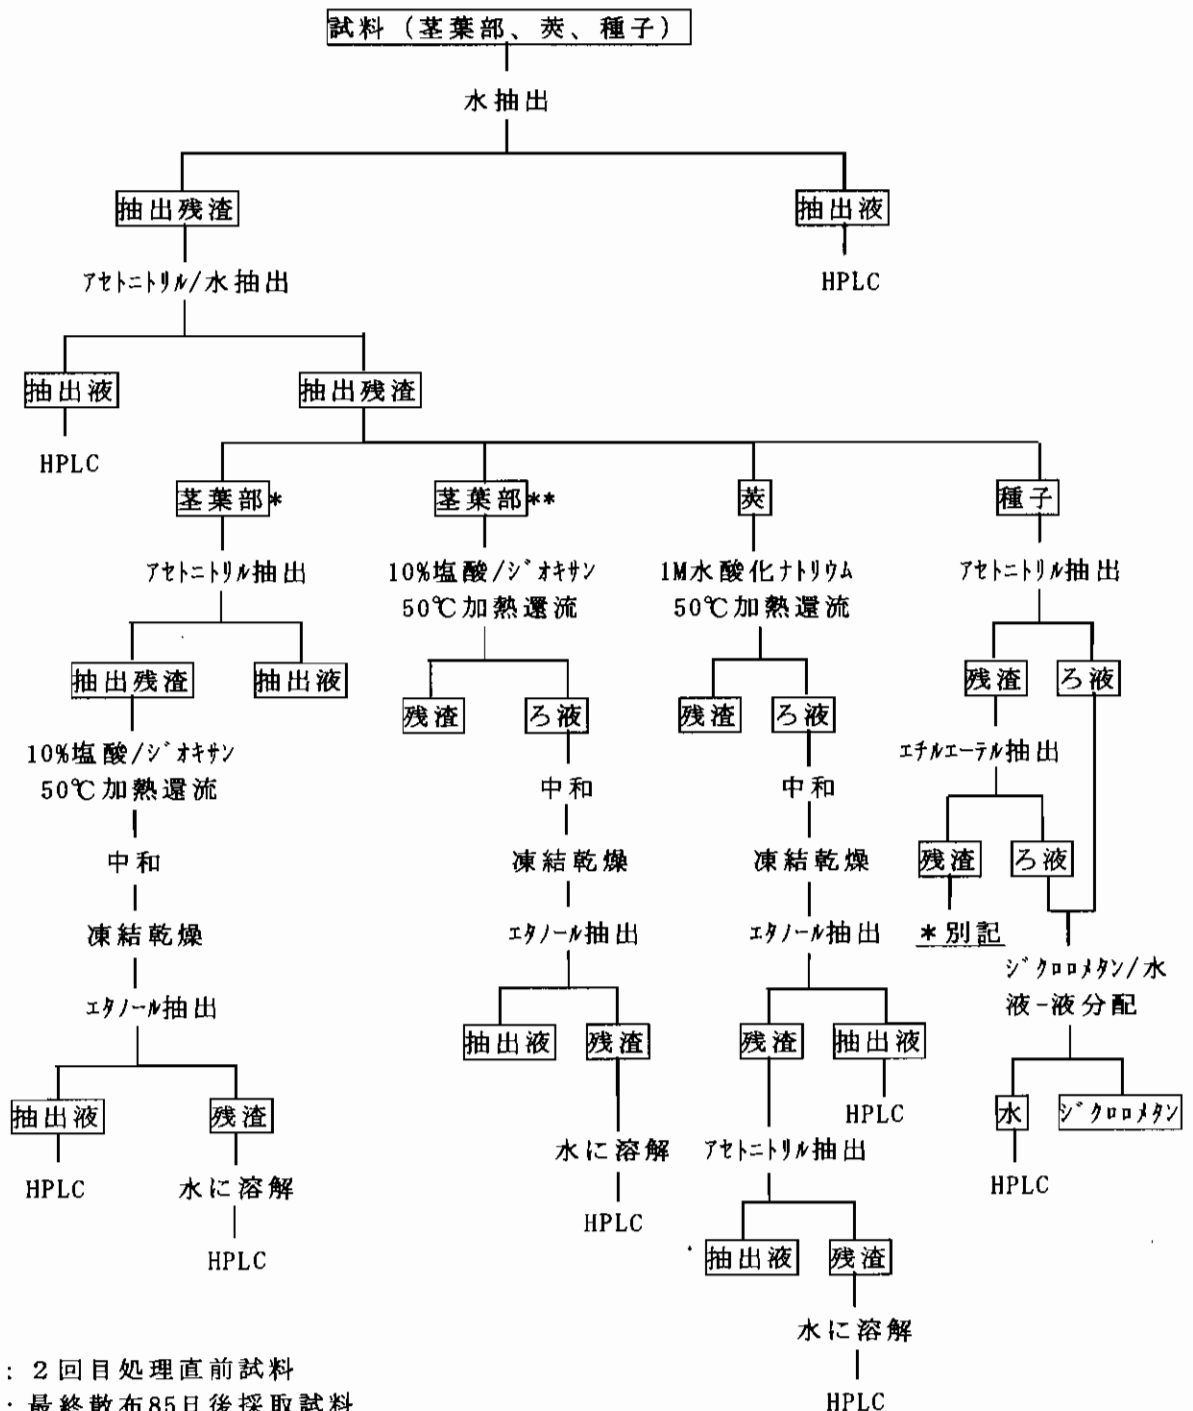 試料（茎葉部、莢、種子）
水抽出
抽出残渣
抽出液
ｱｾﾄﾆﾄﾘﾙ/水抽出
HPLC
抽出液
抽出残渣
HPLC
茎葉部*
茎葉部**
莢
種子
ｱｾﾄﾆﾄﾘﾙ抽出
10%塩酸/ｼﾞｵｷｻﾝ
50℃加熱還流
1M水酸化ﾅﾄﾘｳﾑ
50℃加熱還流
ｱｾﾄﾆﾄﾘﾙ抽出
抽出残渣
抽出液
残渣
ろ液
残渣
ろ液
残渣
ろ液
10%塩酸/ｼﾞｵｷｻﾝ
50℃加熱還流
中和
中和
ｴﾁﾙｴｰﾃﾙ抽出
中和
凍結乾燥
凍結乾燥
残渣
ろ液
凍結乾燥
ｴﾀﾉｰﾙ抽出
ｴﾀﾉｰﾙ抽出
*別記
ｼﾞｸﾛﾛﾒﾀﾝ/水
液-液分配
ｴﾀﾉｰﾙ抽出
抽出液
残渣
残渣
抽出液
抽出液
残渣
HPLC
水
ｼﾞｸﾛﾛﾒﾀﾝ
水に溶解
ｱｾﾄﾆﾄﾘﾙ抽出
HPLC
水に溶解
HPLC
HPLC
HPLC
抽出液
残渣
水に溶解
: 2回目処理直前試料
: 最終散布85日後採取試料
HPLC